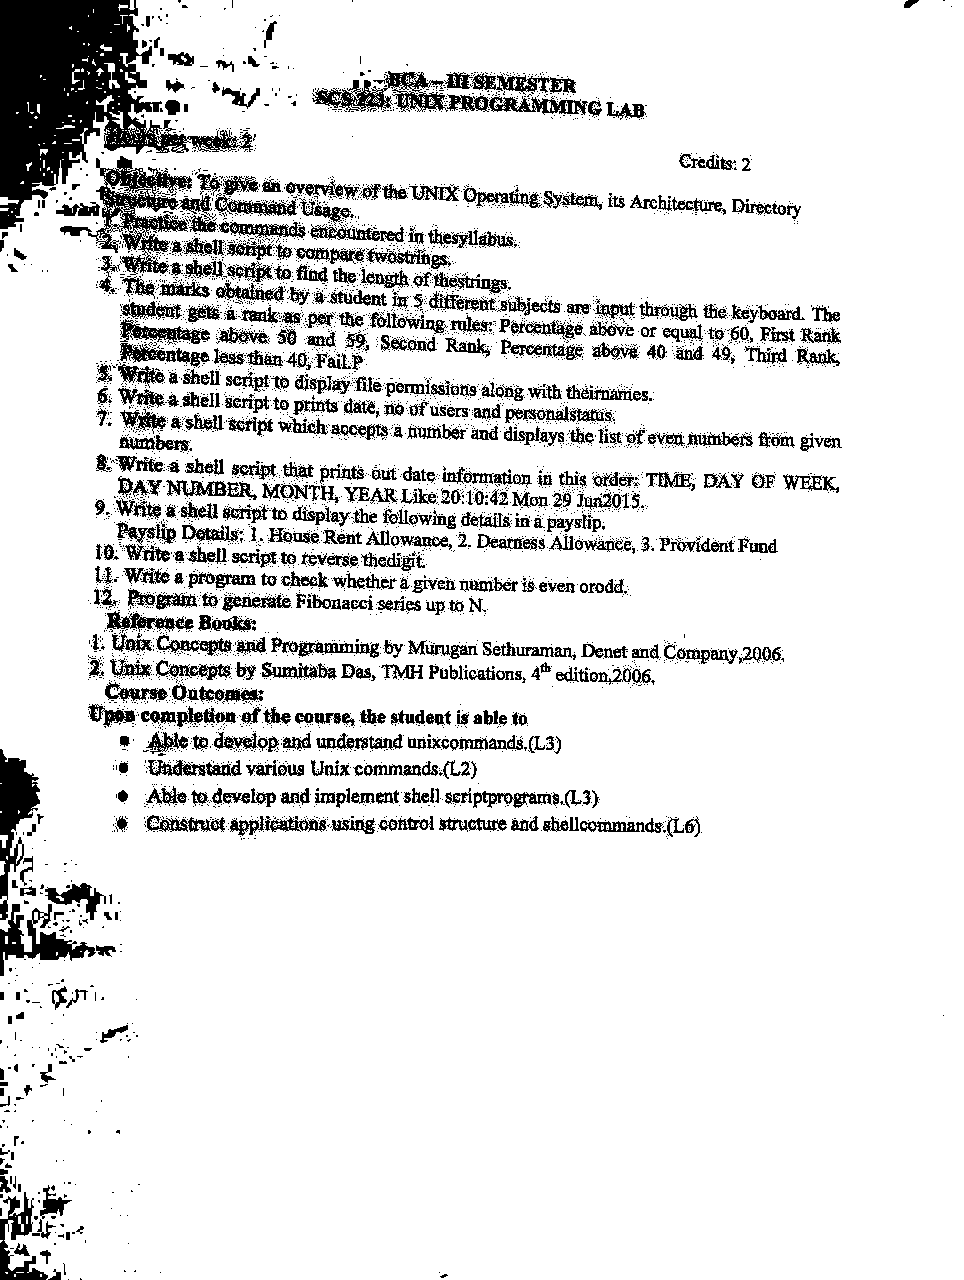 BCA – III SEMESTER
SCS 223: UNIX PROGRAMMING LAB
Hours per week: 2
Credits: 2
Objective: To give an overview of the UNIX Operating System, its Architecture, Directory
Structure and Command Usage.
1. Practice the commands encountered in thesyllabus.
2. Write a shell script to compare twostrings.
3. Write a shell script to find the length of thestrings.
4. The marks obtained by a student in 5 different subjects are input through the keyboard. The
student gets a rank as per the following rules: Percentage above or equal to 60, First Rank
Percentage above 50 and 59, Second Rank, Percentage above 40 and 49, Third Rank,
Percentage less than 40, Fail.P
5. Write a shell script to display file permissions along with theirnames.
6. Write a shell script to prints date, no of users and personalstatus.
7. Write a shell script which accepts a number and displays the list of even numbers from given
numbers.
8. Write a shell script that prints out date information in this order: TIME, DAY OF WEEK,
DAY NUMBER, MONTH, YEAR Like 20:10:42 Mon 29 Jun2015.
9. Write a shell script to display the following details in a payslip.
Payslip Details: 1. House Rent Allowance, 2. Dearness Allowance, 3. Provident Fund
10. Write a shell script to reverse thedigit.
11. Write a program to check whether a given number is even orodd.
12. Program to generate Fibonacci series up to N.
Reference Books:
1. Unix Concepts and Programming by Murugan Sethuraman, Denet and Company,2006.
2. Unix Concepts by Sumitaba Das, TMH Publications, 4th edition,2006.
Course Outcomes:
Upon completion of the course, the student is able to
● Able to develop and understand unixcommands.(L3)
● Understand various Unix commands.(L2)
● Able to develop and implement shell scriptprograms.(L3)
● Construct applications using control structure and shellcommands.(L6)